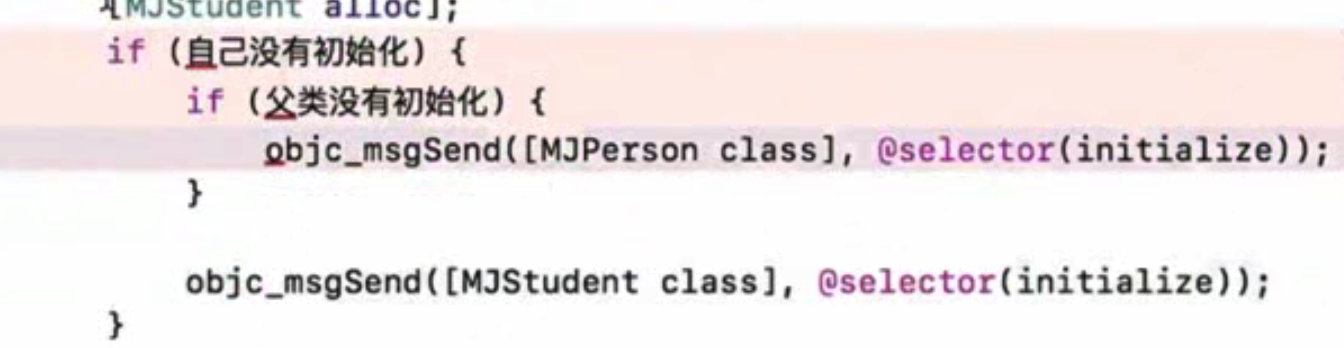 [MJStudent alloc];
if (自己没有初始化) {
if (父类没有初始化) {
objc_msgSend([MJPerson class], @selector(initialize));
}
objc_msgSend([MJStudent class], @selector(initialize));
}